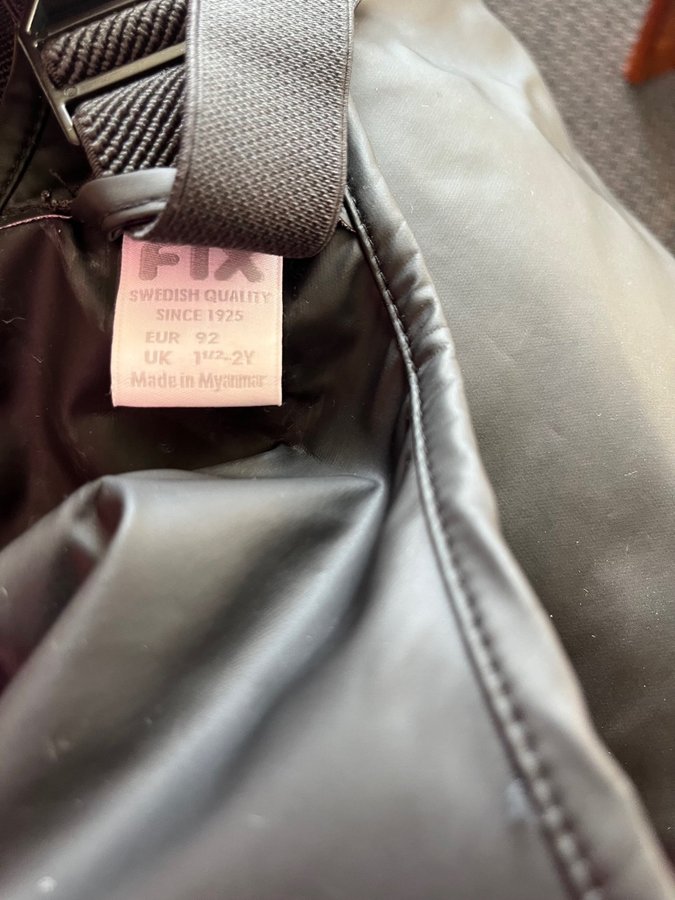 FIX
SWEDISH QUALITY
SINCE 1925
EUR 92
UK 1½-2Y
Made in Myanmar